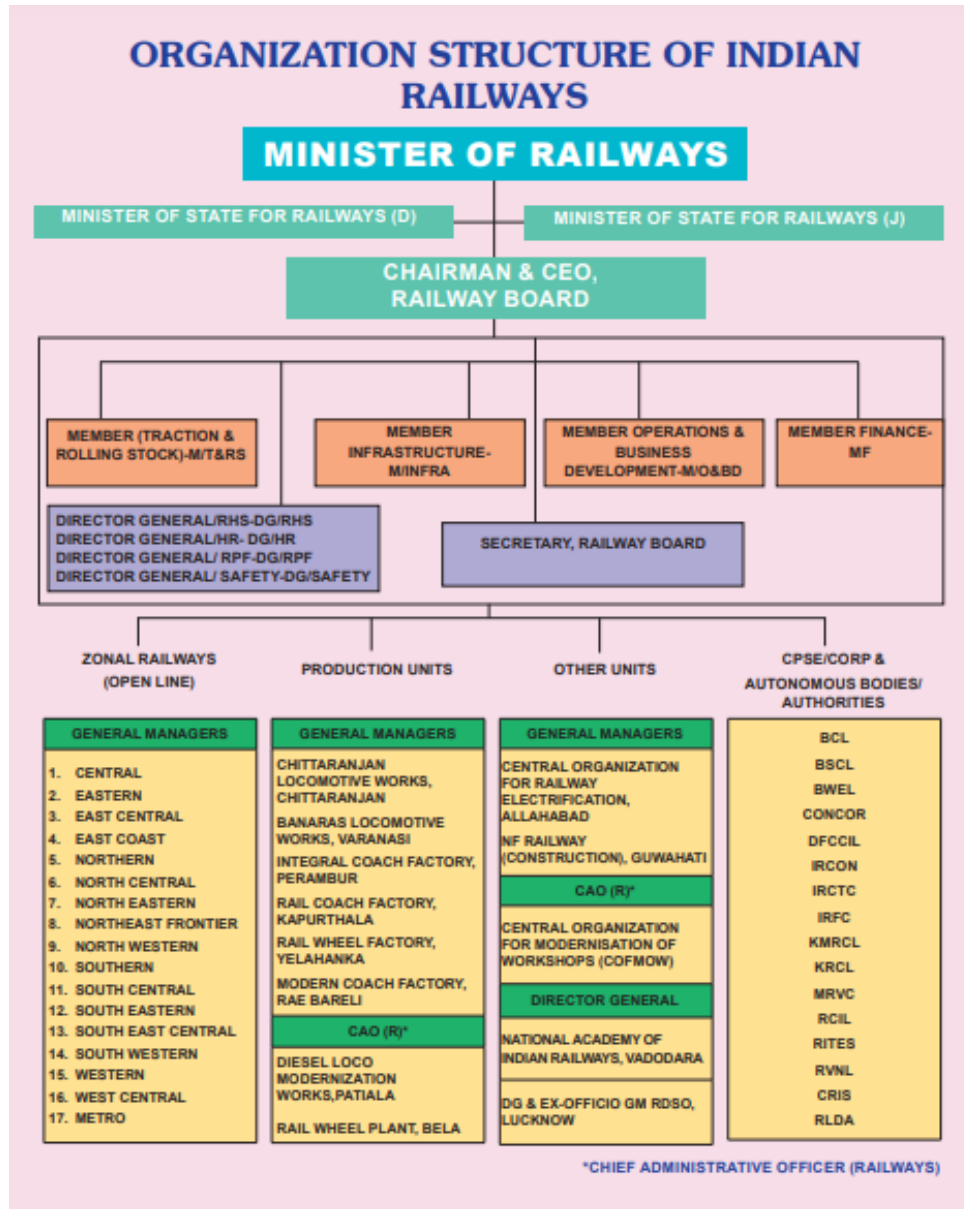 ORGANIZATION STRUCTURE OF INDIAN
RAILWAYS
MINISTER OF RAILWAYS
MINISTER OF STATE FOR RAILWAYS (D)
MINISTER OF STATE FOR RAILWAYS (J)
CHAIRMAN & CEO,
RAILWAY BOARD
MEMBER (TRACTION &
ROLLING STOCK)-M/T&RS
MEMBER
INFRASTRUCTURE-
M/INFRA
MEMBER OPERATIONS &
BUSINESS
DEVELOPMENT-M/O&BD
MEMBER FINANCE-
MF
DIRECTOR GENERAL/RHS-DG/RHS
DIRECTOR GENERAL/HR- DG/HR
DIRECTOR GENERAL/ RPF-DG/RPF
DIRECTOR GENERAL/ SAFETY-DG/SAFETY
SECRETARY, RAILWAY BOARD
ZONAL RAILWAYS
(OPEN LINE)
GENERAL MANAGERS
1. CENTRAL
2. EASTERN
3. EAST CENTRAL
4. EAST COAST
5. NORTHERN
6. NORTH CENTRAL
7. NORTH EASTERN
8. NORTHEAST FRONTIER
9. NORTH WESTERN
10. SOUTHERN
11. SOUTH CENTRAL
12. SOUTH EASTERN
13. SOUTH EAST CENTRAL
14. SOUTH WESTERN
15. WESTERN
16. WEST CENTRAL
17. METRO
PRODUCTION UNITS
GENERAL MANAGERS
CHITTARANJAN
LOCOMOTIVE WORKS,
CHITTARANJAN
BANARAS LOCOMOTIVE
WORKS, VARANASI
INTEGRAL COACH FACTORY,
PERAMBUR
RAIL COACH FACTORY,
KAPURTHALA
RAIL WHEEL FACTORY,
YELAHANKA
MODERN COACH FACTORY,
RAE BARELI
CAO (R)*
DIESEL LOCO
MODERNIZATION
WORKS,PATIALA
RAIL WHEEL PLANT, BELA
OTHER UNITS
GENERAL MANAGERS
CENTRAL ORGANIZATION
FOR RAILWAY
ELECTRIFICATION,
ALLAHABAD
NF RAILWAY
(CONSTRUCTION), GUWAHATI
CAO (R)*
CENTRAL ORGANIZATION
FOR MODERNISATION OF
WORKSHOPS (COFMOW)
DIRECTOR GENERAL
NATIONAL ACADEMY OF
INDIAN RAILWAYS, VADODARA
DG & EX-OFFICIO GM RDSO,
LUCKNOW
CPSE/CORP &
AUTONOMOUS BODIES/
AUTHORITIES
BCL
BSCL
BWEL
CONCOR
DFCCIL
IRCON
IRCTC
IRFC
KMRCL
KRCL
MRVC
RCIL
RITES
RVNL
CRIS
RLDA
*CHIEF ADMINISTRATIVE OFFICER (RAILWAYS)